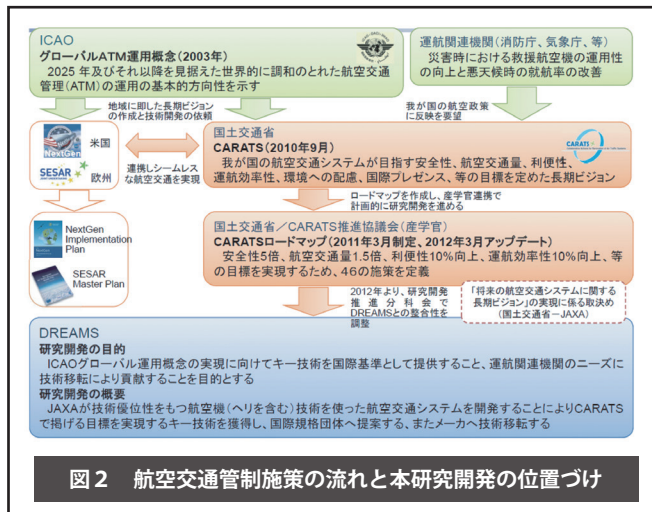 ICAO
グローバルATM運用概念（2003年）
2025 年及びそれ以降を見据えた世界的に調和のとれた航空交通
管理（ATM）の運用の基本的方向性を示す
運航関連機関（消防庁、気象庁、等）
災害時における救援航空機の運用性
の向上と悪天候時の就航率の改善
地域に即した長期ビジョン
の作成と技術開発の依頼
我が国の航空政策
に反映を要望
NextGen
米国
SESAR
欧州
連携しシームレス
な航空交通を実現
国土交通省
CARATS（2010年9月）
我が国の航空交通システムが目指す安全性、航空交通量、利便性、
運航効率性、環境への配慮、国際プレゼンス、等の目標を定めた長期ビジョン
CARATS
ロードマップを作成し、産学官連携で
計画的に研究開発を進める
NextGen
Implementation
Plan
SESAR
Master Plan
国土交通省／CARATS推進協議会（産学官）
CARATSロードマップ（2011年3月制定、2012年3月アップデート）
安全性5倍、航空交通量1.5倍、利便性10%向上、運航効率性10%向上、等
の目標を実現するため、46の施策を定義
2012年より、研究開発
推進分科会で
DREAMSとの整合性を
調整
「将来の航空交通システムに関する
長期ビジョン」の実現に係る取決め
（国土交通省－JAXA）
DREAMS
研究開発の目的
ICAOグローバル運用概念の実現に向けてキー技術を国際基準として提供すること、運航関連機関のニーズに
技術移転により貢献することを目的とする
研究開発の概要
JAXAが技術優位性をもつ航空機（ヘリを含む）技術を使った航空交通システムを開発することによりCARATS
で掲げる目標を実現するキー技術を獲得し、国際規格団体へ提案する、またメーカへ技術移転する
図２　航空交通管制施策の流れと本研究開発の位置づけ